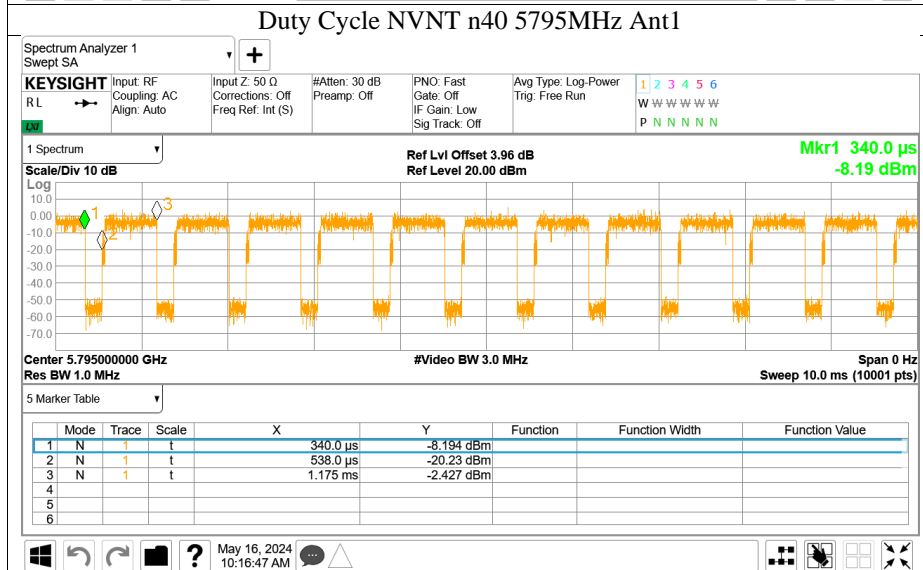 Duty Cycle NVNT n40 5795MHz Ant1
Spectrum Analyzer 1
Swept SA
+
KEYSIGHT Input: RF Input Z: 50 Ω #Atten: 30 dB PNO: Fast Avg Type: Log-Power 1 2 3 4 5 6
R L Coupling: AC Corrections: Off Preamp: Off Gate: Off Trig: Free Run W W W W W W
Align: Auto Freq Ref: Int (S) IF Gain: Low P N N N N N
LXI Sig Track: Off
1 Spectrum Ref Lvl Offset 3.96 dB Mkr1 340.0 µs
Scale/Div 10 dB Ref Level 20.00 dBm -8.19 dBm
Log
10.0
0.00
-10.0
-20.0
-30.0
-40.0
-50.0
-60.0
-70.0
1
2
3
Center 5.795000000 GHz #Video BW 3.0 MHz Span 0 Hz
Res BW 1.0 MHz Sweep 10.0 ms (10001 pts)
5 Marker Table
Mode Trace Scale X Y Function Function Width Function Value
1 N 1 t 340.0 µs -8.194 dBm
2 N 1 t 538.0 µs -20.23 dBm
3 N 1 t 1.175 ms -2.427 dBm
4
5
6
? May 16, 2024
10:16:47 AM